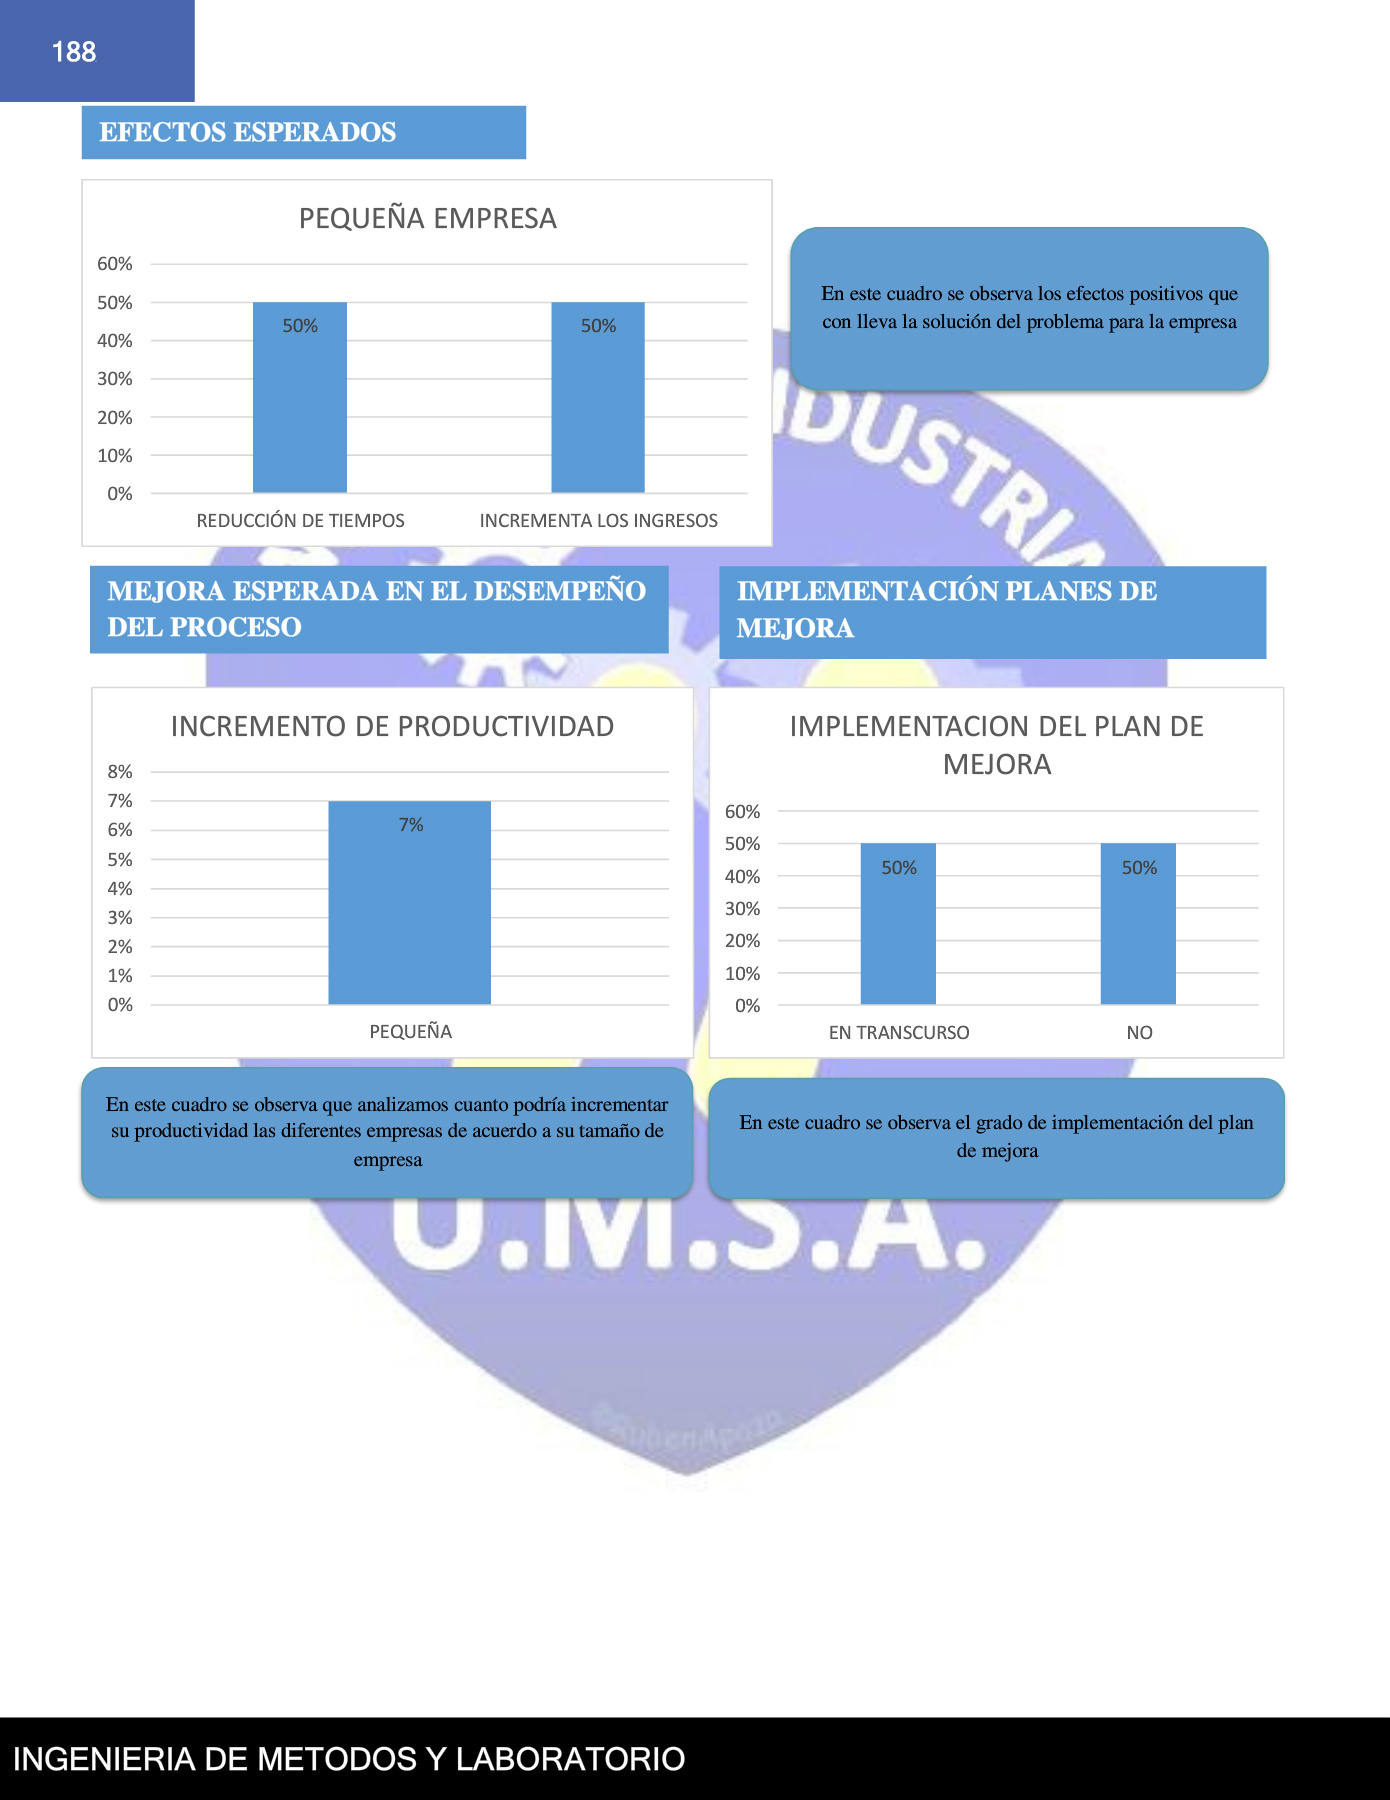 188
EFECTOS ESPERADOS
PEQUEÑA EMPRESA
60%
50%
40%
30%
20%
10%
0%
50%
50%
REDUCCIÓN DE TIEMPOS
INCREMENTA LOS INGRESOS
En este cuadro se observa los efectos positivos que
con lleva la solución del problema para la empresa
MEJORA ESPERADA EN EL DESEMPEÑO
DEL PROCESO
INCREMENTO DE PRODUCTIVIDAD
8%
7%
6%
5%
4%
3%
2%
1%
0%
7%
PEQUEÑA
En este cuadro se observa que analizamos cuanto podría incrementar
su productividad las diferentes empresas de acuerdo a su tamaño de
empresa
IMPLEMENTACIÓN PLANES DE
MEJORA
IMPLEMENTACION DEL PLAN DE
MEJORA
60%
50%
40%
30%
20%
10%
0%
50%
50%
EN TRANSCURSO
NO
En este cuadro se observa el grado de implementación del plan
de mejora
U.M.S.A.
INGENIERIA DE METODOS Y LABORATORIO